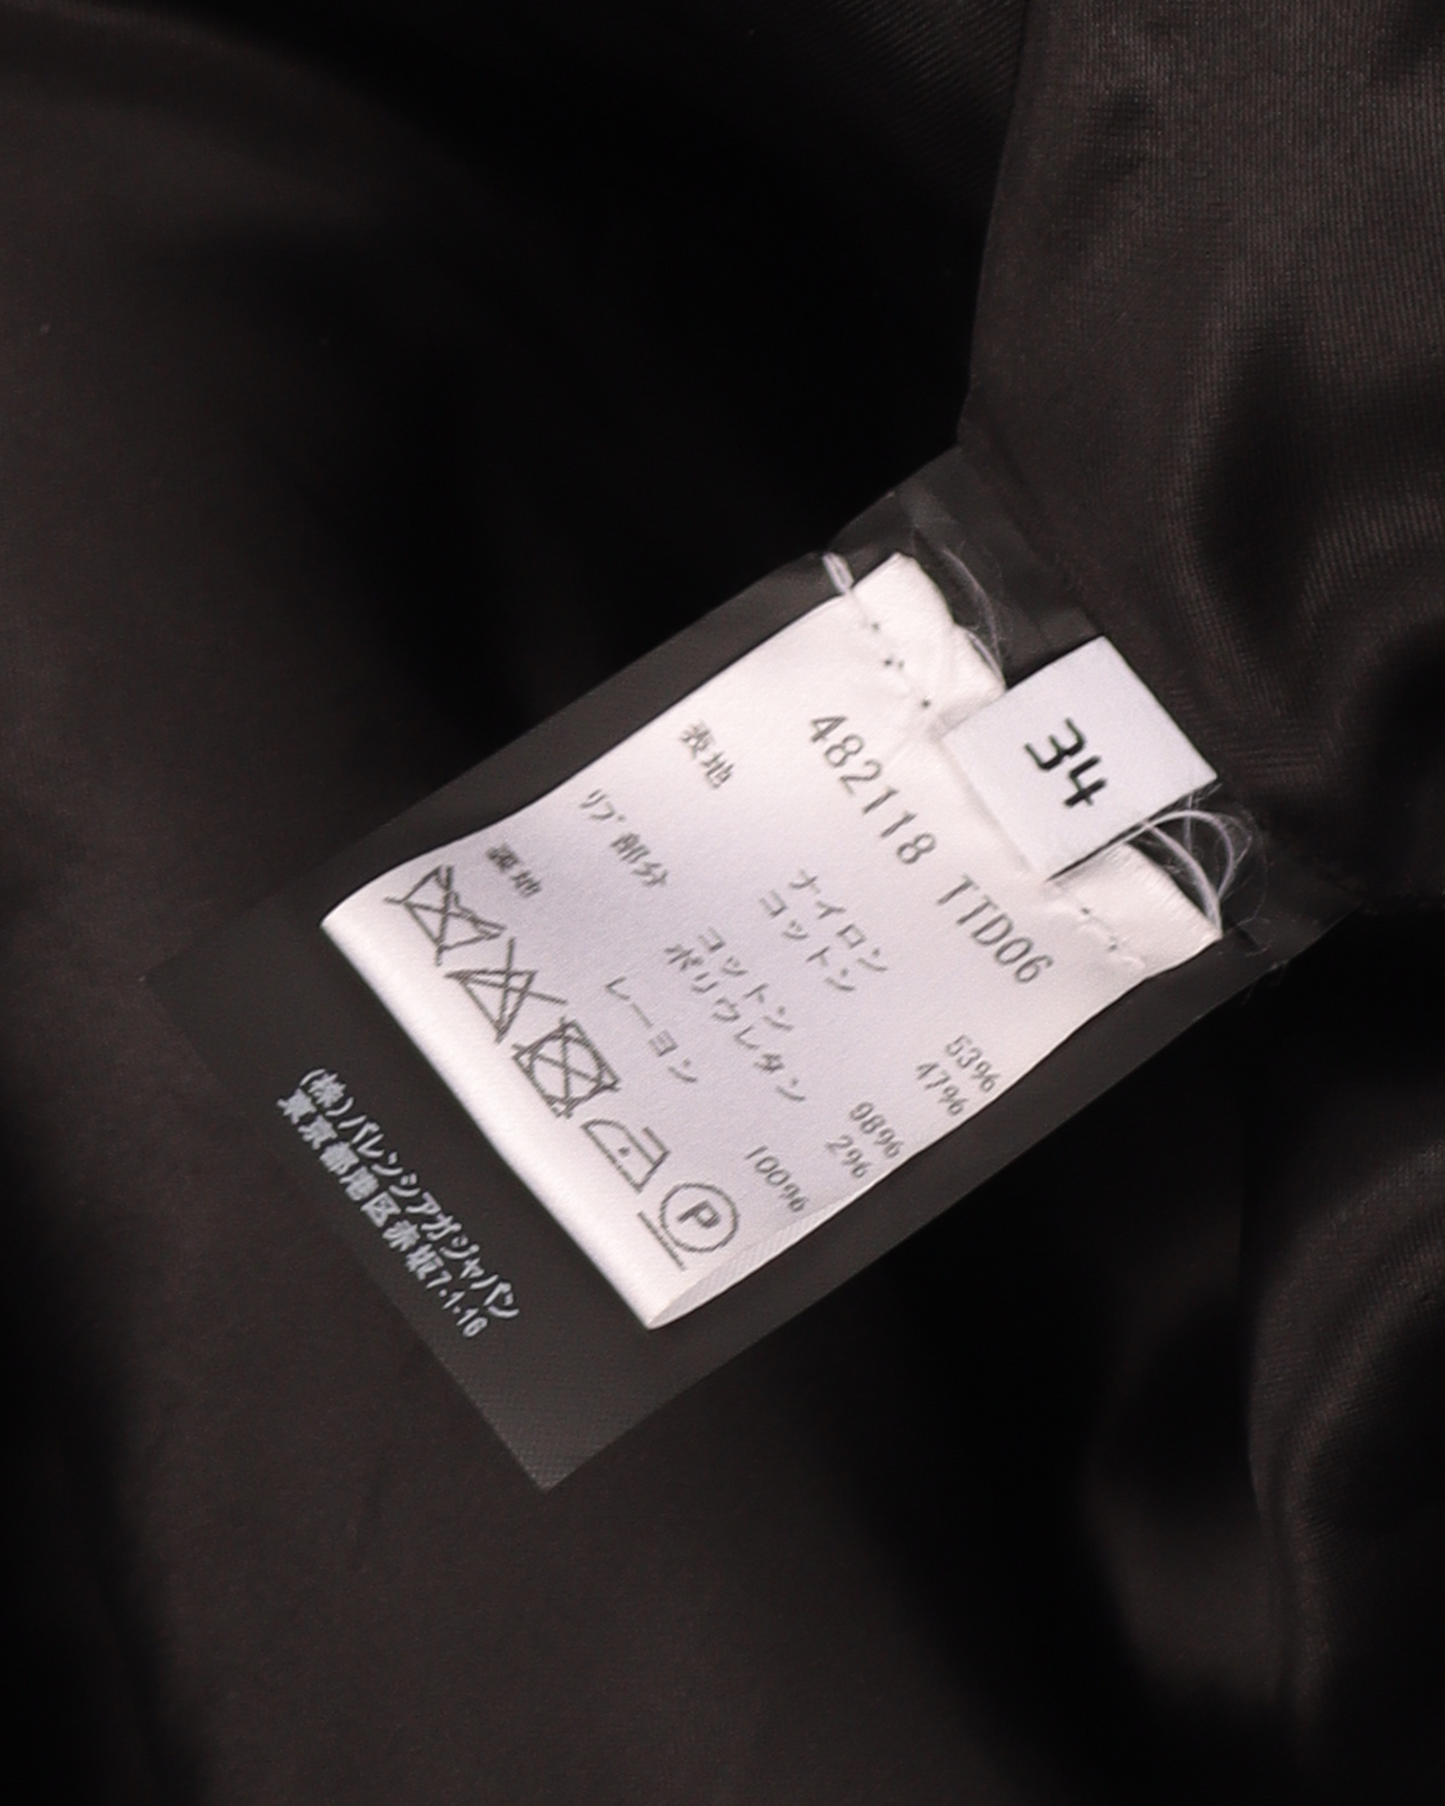 34
482118 TTD06
表地 ナイロン 53%
コットン 47%
リブ部分 コットン 98%
ポリウレタン 2%
裏地 レーヨン 100%
P
(株)バレンシアガジャパン
東京都港区赤坂7-1-16